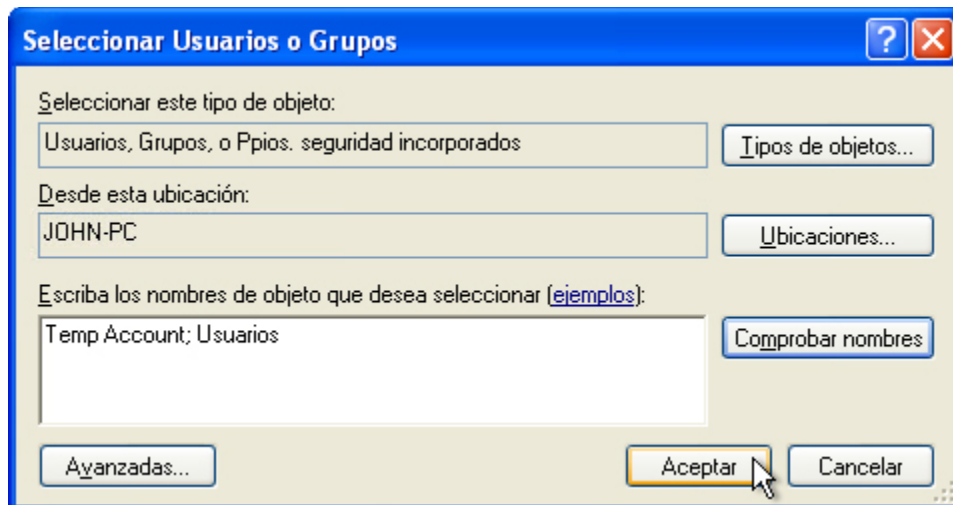 Seleccionar Usuarios o Grupos
Seleccionar este tipo de objeto:
Usuarios, Grupos, o Ppios. seguridad incorporados
Tipos de objetos...
Desde esta ubicación:
JOHN-PC
Ubicaciones...
Escriba los nombres de objeto que desea seleccionar (ejemplos):
Temp Account; Usuarios
Comprobar nombres
Avanzadas...
Aceptar
Cancelar